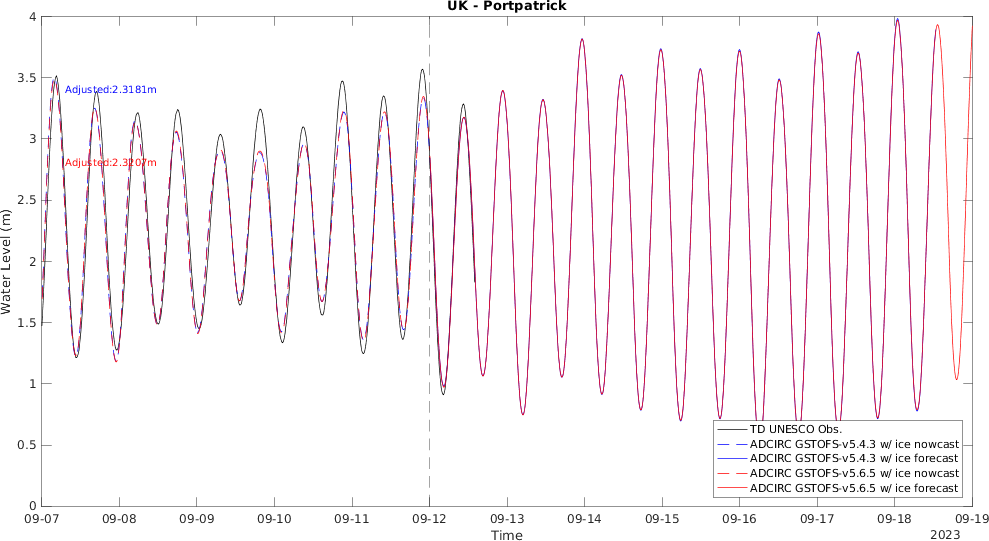 UK - Portpatrick
4
3.5
3
2.5
2
1.5
1
0.5
0
Water Level (m)
Adjusted:2.3181m
Adjusted:2.3207m
TD UNESCO Obs.
ADCIRC GSTOFS-v5.4.3 w/ ice nowcast
ADCIRC GSTOFS-v5.4.3 w/ ice forecast
ADCIRC GSTOFS-v5.6.5 w/ ice nowcast
ADCIRC GSTOFS-v5.6.5 w/ ice forecast
09-07 09-08 09-09 09-10 09-11 09-12 09-13 09-14 09-15 09-16 09-17 09-18 09-19
Time
2023